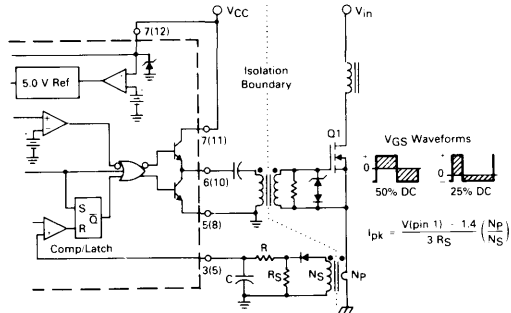 VCC
Vin
7(12)
5.0 V Ref
Isolation
Boundary
7(11)
Q1
VGS Waveforms
6(10)
+
0
–
50% DC
+
0
–
25% DC
5(8)
S
Q̅
R
Comp/Latch
Ipk = V(pin 1) - 1.4 / 3 RS (NP/NS)
3(5)
R
C
RS
NS
NP